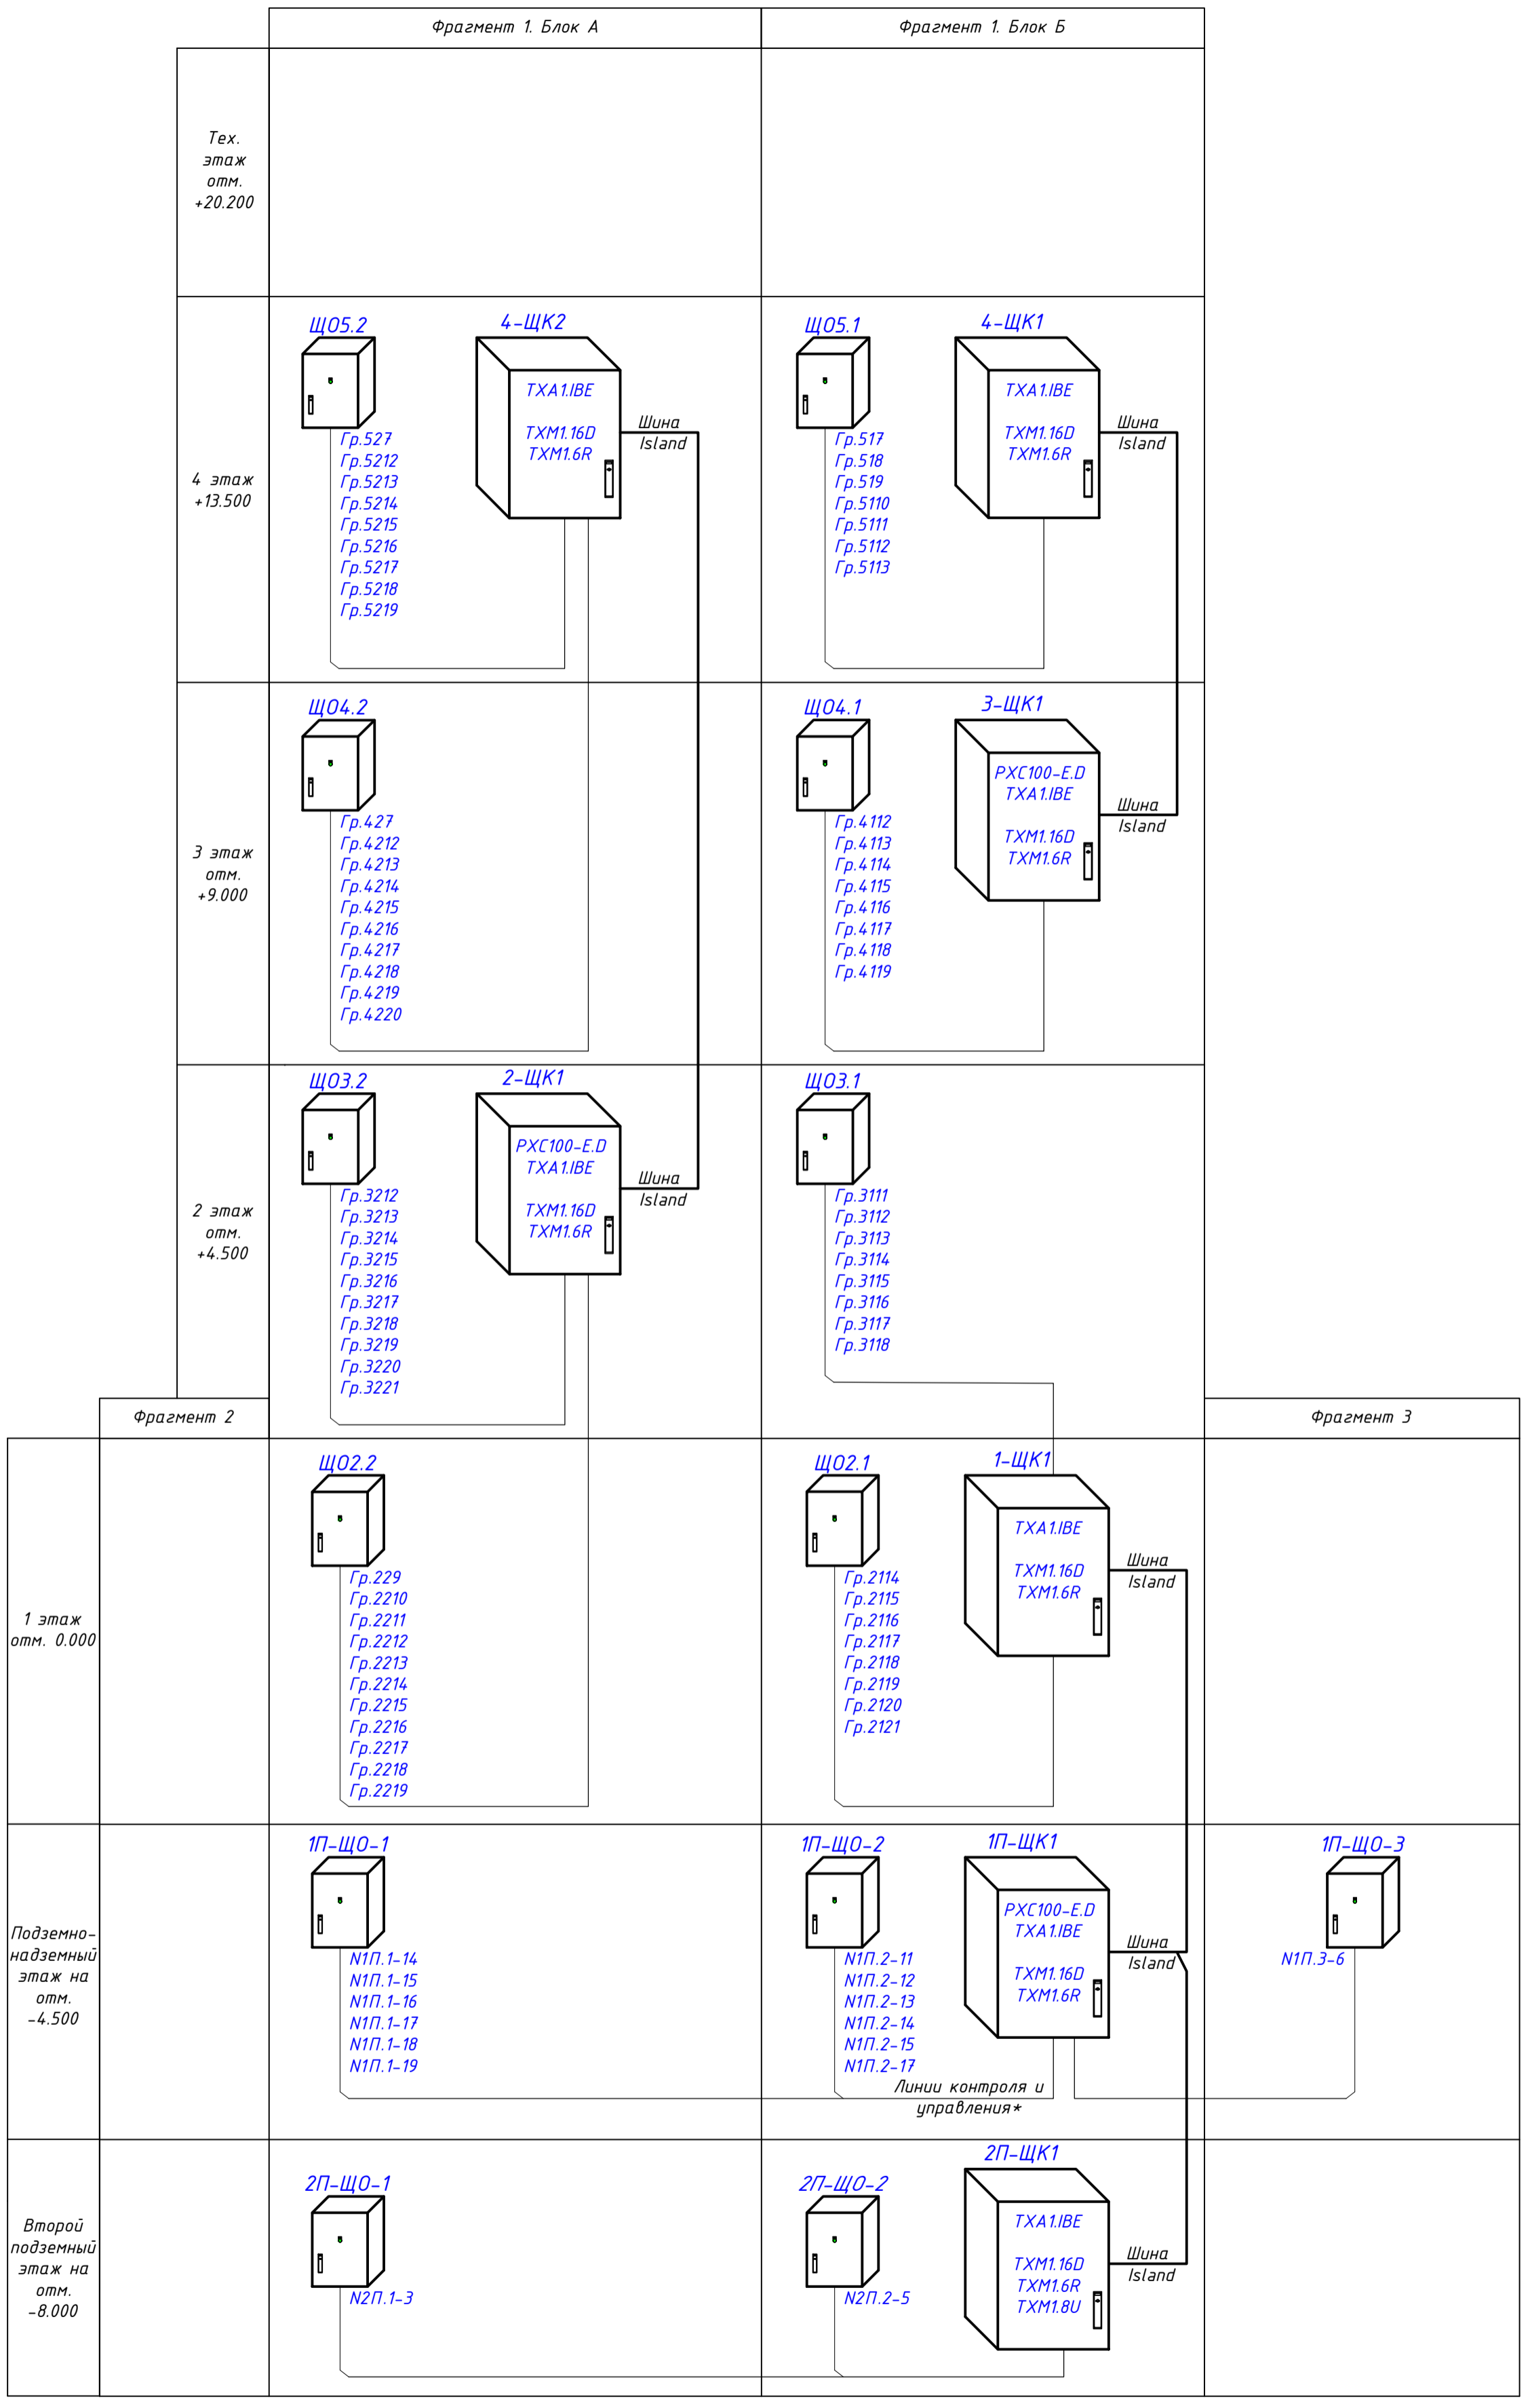 Фрагмент 1. Блок А
Фрагмент 1. Блок Б
Тех.
этаж
отм.
+20.200
4 этаж
+13.500
ЩО5.2
Гр.527
Гр.5212
Гр.5213
Гр.5214
Гр.5215
Гр.5216
Гр.5217
Гр.5218
Гр.5219
4-ЩК2
TXA1.IBE
TXM1.16D
TXM1.6R
Шина
Island
ЩО5.1
Гр.517
Гр.518
Гр.519
Гр.5110
Гр.5111
Гр.5112
Гр.5113
4-ЩК1
TXA1.IBE
TXM1.16D
TXM1.6R
Шина
Island
3 этаж
отм.
+9.000
ЩО4.2
Гр.427
Гр.4212
Гр.4213
Гр.4214
Гр.4215
Гр.4216
Гр.4217
Гр.4218
Гр.4219
Гр.4220
ЩО4.1
Гр.4112
Гр.4113
Гр.4114
Гр.4115
Гр.4116
Гр.4117
Гр.4118
Гр.4119
3-ЩК1
PXC100-E.D
TXA1.IBE
TXM1.16D
TXM1.6R
Шина
Island
2 этаж
отм.
+4.500
ЩО3.2
Гр.3212
Гр.3213
Гр.3214
Гр.3215
Гр.3216
Гр.3217
Гр.3218
Гр.3219
Гр.3220
Гр.3221
2-ЩК1
PXC100-E.D
TXA1.IBE
TXM1.16D
TXM1.6R
Шина
Island
ЩО3.1
Гр.3111
Гр.3112
Гр.3113
Гр.3114
Гр.3115
Гр.3116
Гр.3117
Гр.3118
Фрагмент 2
Фрагмент 3
1 этаж
отм. 0.000
ЩО2.2
Гр.229
Гр.2210
Гр.2211
Гр.2212
Гр.2213
Гр.2214
Гр.2215
Гр.2216
Гр.2217
Гр.2218
Гр.2219
ЩО2.1
Гр.2114
Гр.2115
Гр.2116
Гр.2117
Гр.2118
Гр.2119
Гр.2120
Гр.2121
1-ЩК1
TXA1.IBE
TXM1.16D
TXM1.6R
Шина
Island
Подземно-
надземный
этаж на
отм.
-4.500
1П-ЩО-1
N1П.1-14
N1П.1-15
N1П.1-16
N1П.1-17
N1П.1-18
N1П.1-19
1П-ЩО-2
N1П.2-11
N1П.2-12
N1П.2-13
N1П.2-14
N1П.2-15
N1П.2-17
1П-ЩК1
PXC100-E.D
TXA1.IBE
TXM1.16D
TXM1.6R
Шина
Island
Линии контроля и
управления*
1П-ЩО-3
N1П.3-6
Второй
подземный
этаж на
отм.
-8.000
2П-ЩО-1
N2П.1-3
2П-ЩО-2
N2П.2-5
2П-ЩК1
TXA1.IBE
TXM1.16D
TXM1.6R
TXM1.8U
Шина
Island